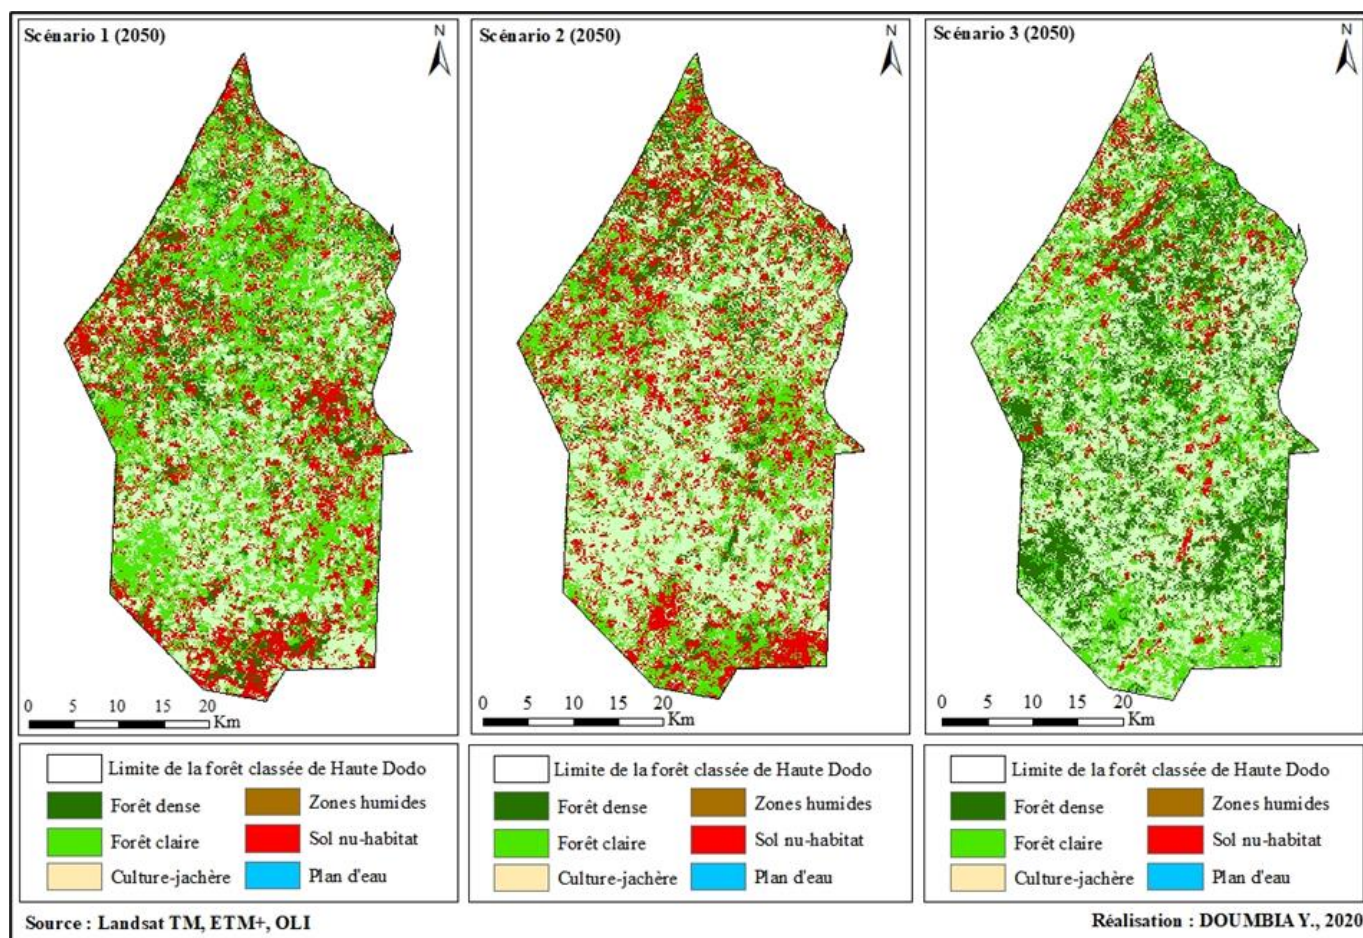 Scénario 1 (2050)
N
0 5 10 15 20
Km
Limite de la forêt classée de Haute Dodo
Forêt dense
Zones humides
Forêt claire
Sol nu-habitat
Culture-jachère
Plan d'eau
Scénario 2 (2050)
N
0 5 10 15 20
Km
Limite de la forêt classée de Haute Dodo
Forêt dense
Zones humides
Forêt claire
Sol nu-habitat
Culture-jachère
Plan d'eau
Scénario 3 (2050)
N
0 5 10 15 20
Km
Limite de la forêt classée de Haute Dodo
Forêt dense
Zones humides
Forêt claire
Sol nu-habitat
Culture-jachère
Plan d'eau
Source : Landsat TM, ETM+, OLI
Réalisation : DOUMBIA Y., 2020